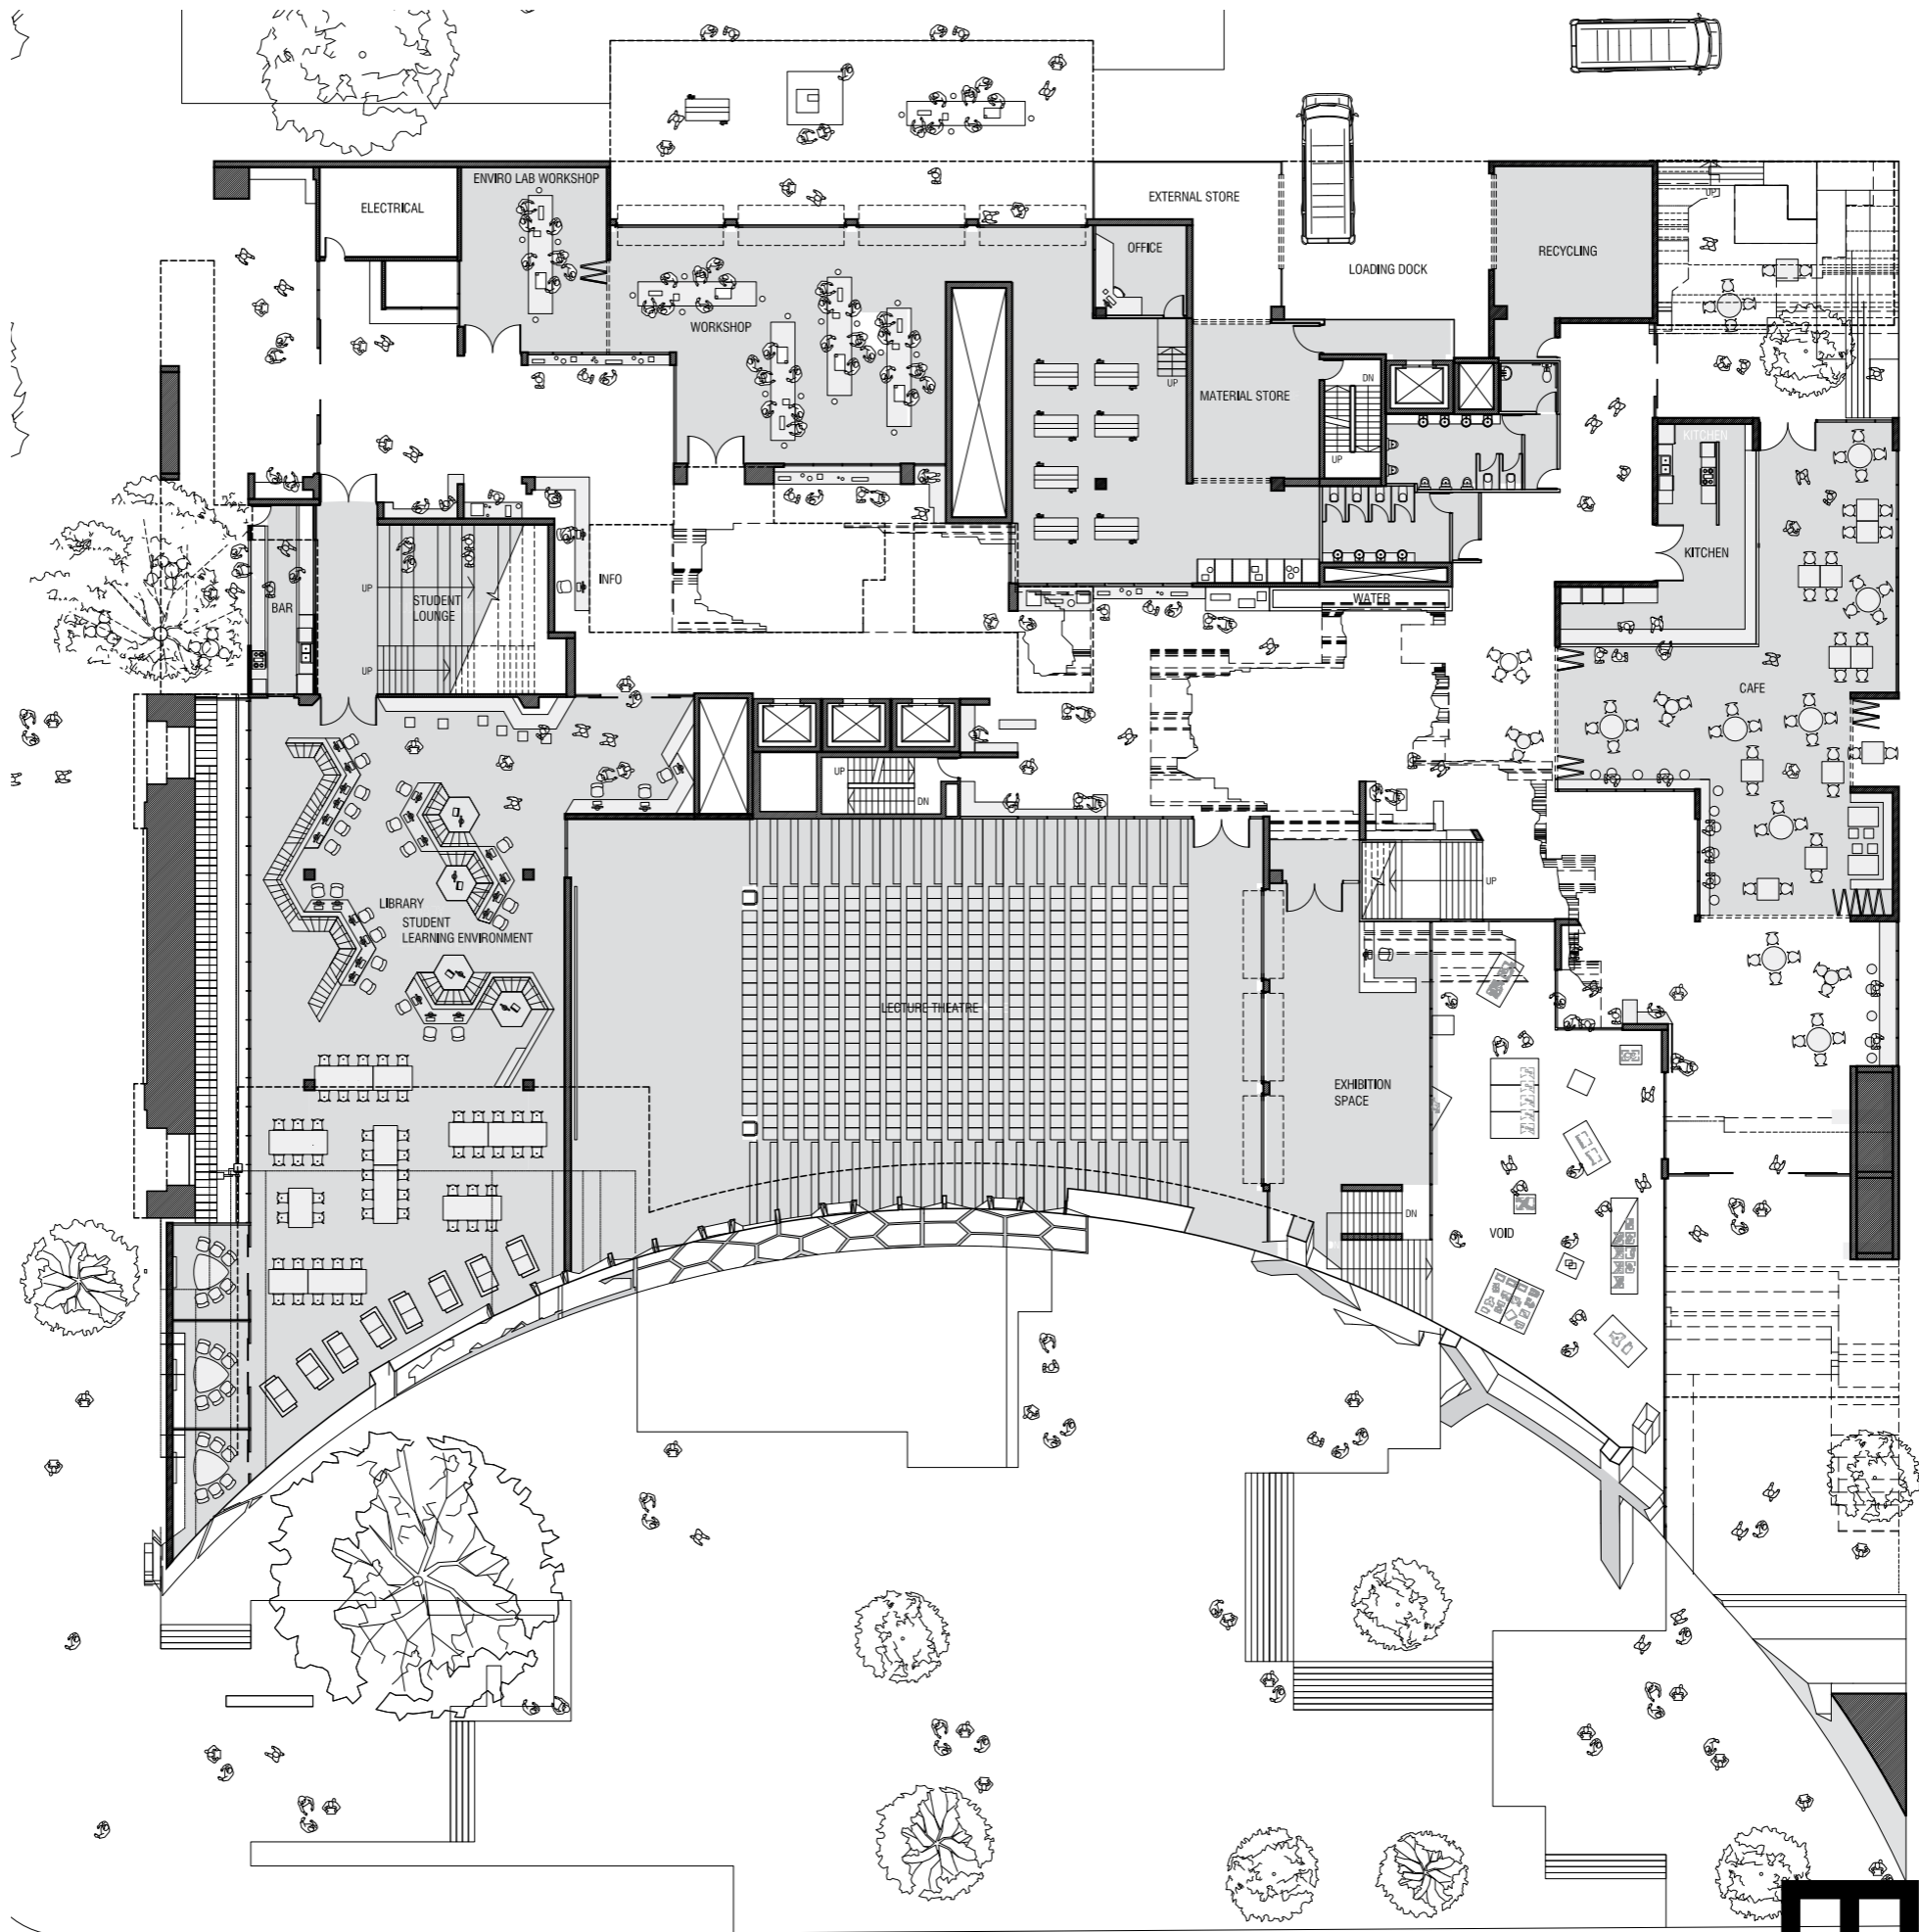 ENVIRO LAB WORKSHOP
ELECTRICAL
EXTERNAL STORE
UP
OFFICE
RECYCLING
LOADING DOCK
WORKSHOP
UP
DN
MATERIAL STORE
UP
KITCHEN
KITCHEN
INFO
UP
BAR
STUDENT
LOUNGE
WATER
UP
CAFE
UP
DN
UP
LIBRARY
STUDENT
LEARNING ENVIRONMENT
LECTURE THEATRE
EXHIBITION
SPACE
DN
VOID